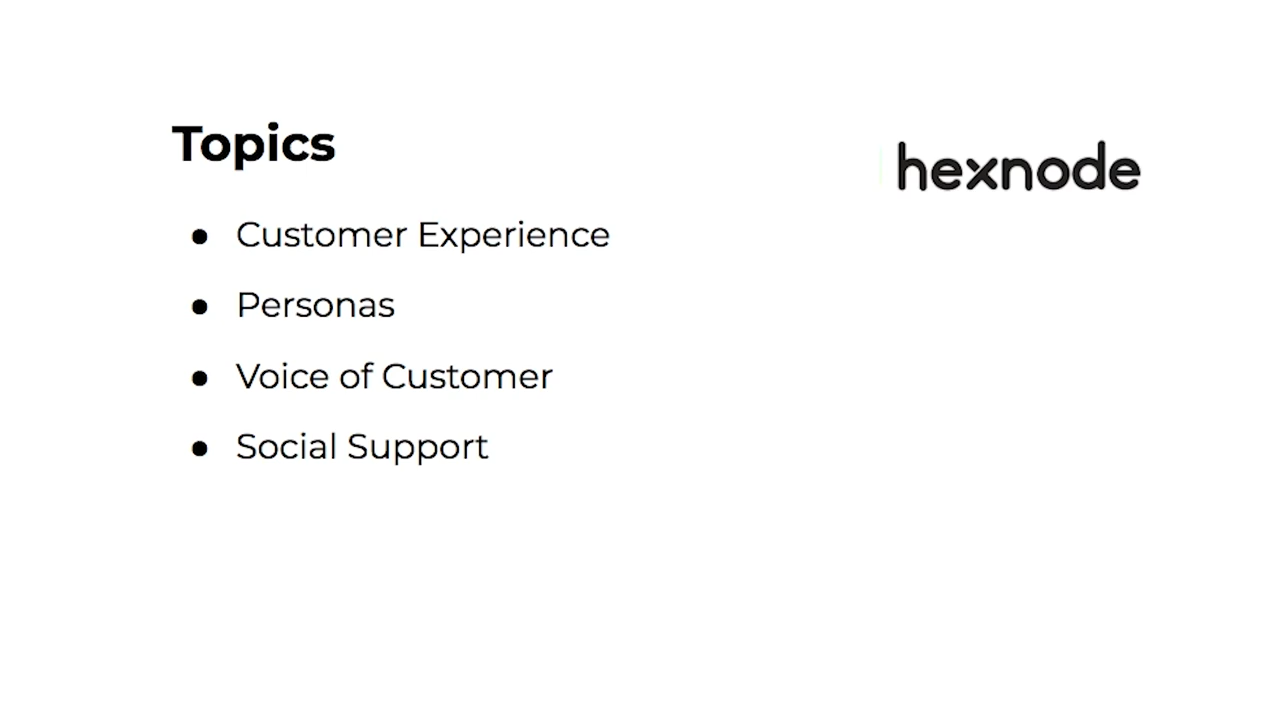 Topics
hexnode
Customer Experience
Personas
Voice of Customer
Social Support